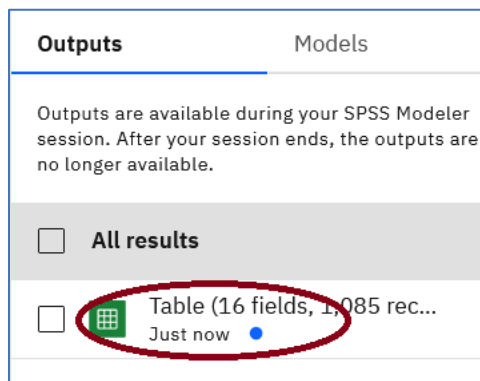 Outputs Models
Outputs are available during your SPSS Modeler
session. After your session ends, the outputs are
no longer available.
All results
Table (16 fields, 1,085 rec...
Just now